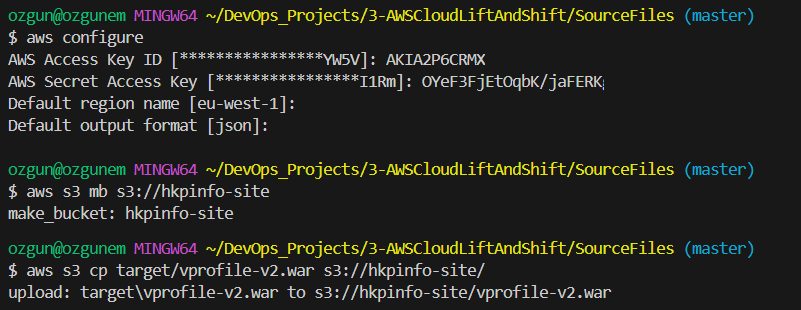 ozgun@ozgunem MINGW64 ~/DevOps_Projects/3-AWSCloudLiftAndShift/SourceFiles (master)
$ aws configure
AWS Access Key ID [****************YW5V]: AKIA2P6CRMX
AWS Secret Access Key [****************I1Rm]: OYeF3FjEtOqbK/jaFERK
Default region name [eu-west-1]:
Default output format [json]:
ozgun@ozgunem MINGW64 ~/DevOps_Projects/3-AWSCloudLiftAndShift/SourceFiles (master)
$ aws s3 mb s3://hkpinfo-site
make_bucket: hkpinfo-site
ozgun@ozgunem MINGW64 ~/DevOps_Projects/3-AWSCloudLiftAndShift/SourceFiles (master)
$ aws s3 cp target/vprofile-v2.war s3://hkpinfo-site/
upload: target\vprofile-v2.war to s3://hkpinfo-site/vprofile-v2.war